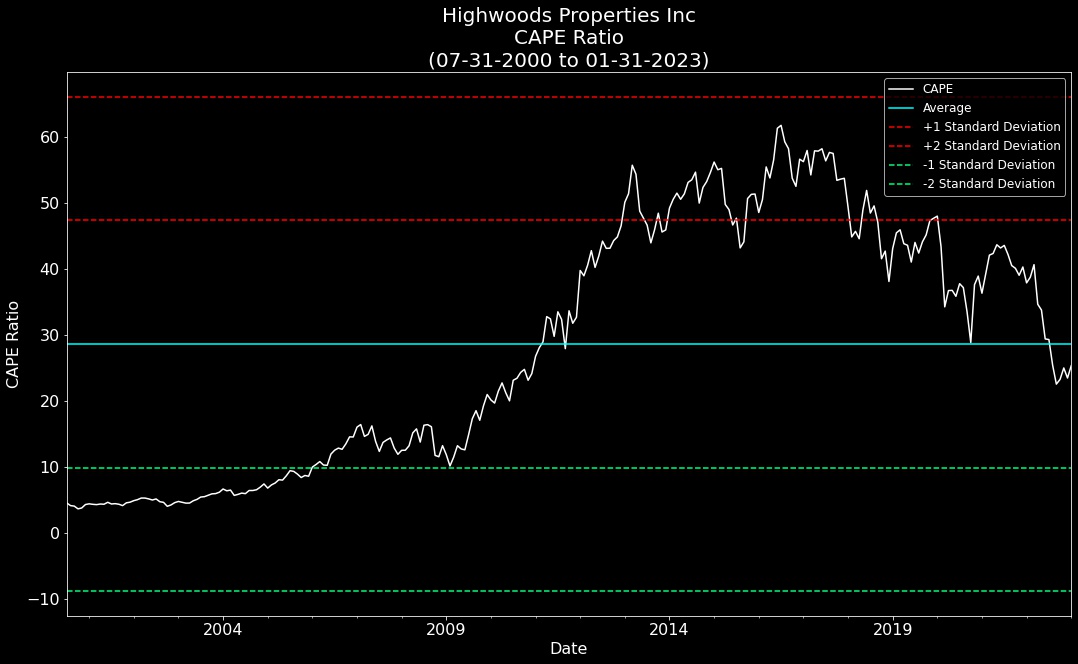 Highwoods Properties Inc
CAPE Ratio
(07-31-2000 to 01-31-2023)
CAPE
Average
+1 Standard Deviation
+2 Standard Deviation
-1 Standard Deviation
-2 Standard Deviation
60
50
40
30
20
10
0
−10
CAPE Ratio
2004
2009
2014
2019
Date